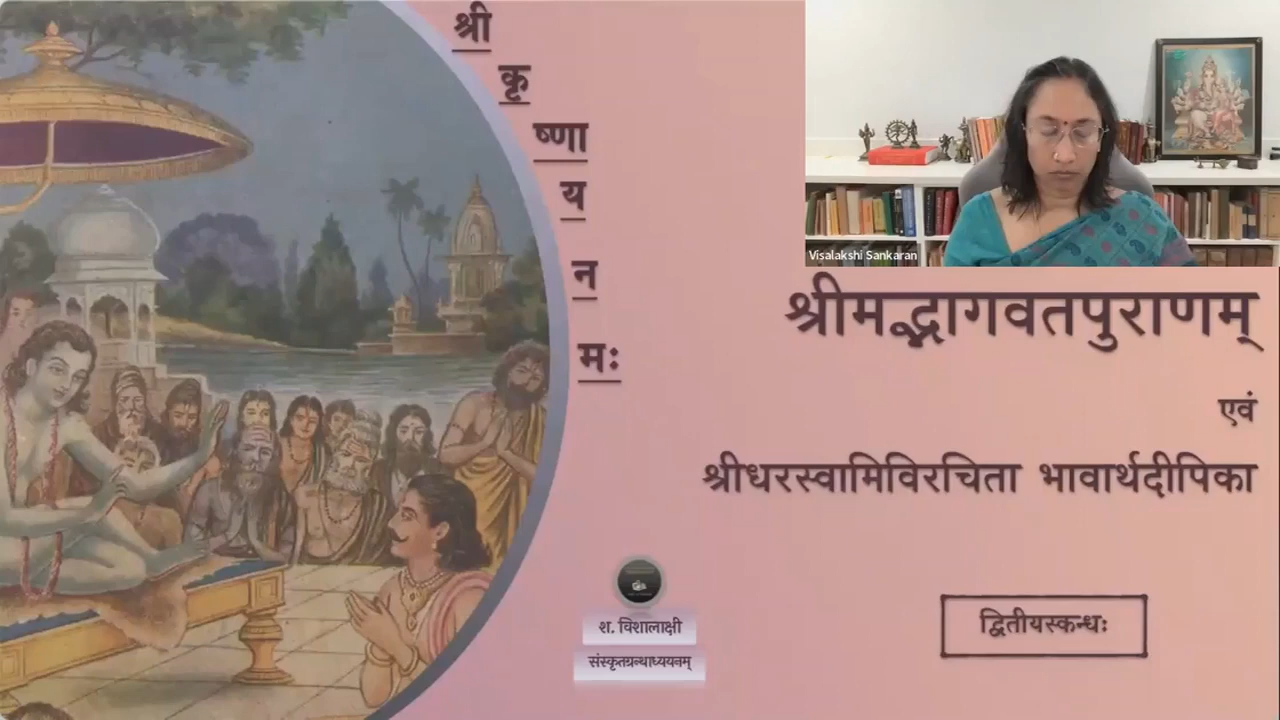 श्री
कृ
ष्णा
य
न
मः
Visalakshi Sankaran
श्रीमद्भागवतपुराणम्
एवं
श्रीधरस्वामिविरचिता भावार्थदीपिका
द्वितीयस्कन्धः
श. विशालाक्षी
संस्कृतग्रन्थाध्ययनम्